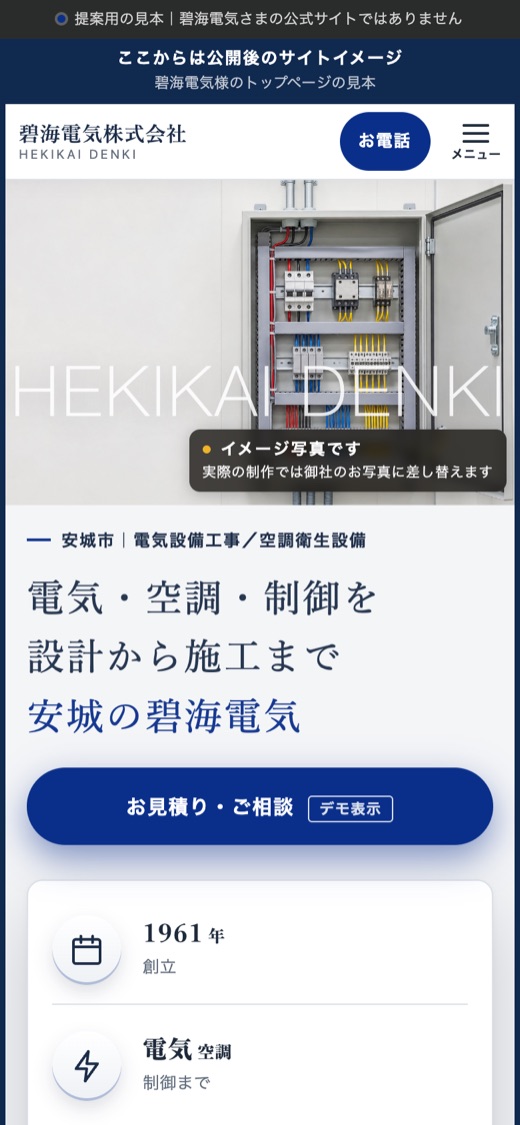 提案用の見本｜碧海電気さまの公式サイトではありません
ここからは公開後のサイトイメージ
碧海電気様のトップページの見本
碧海電気株式会社
HEKIKAI DENKI
お電話
メニュー
HEKIKAI DENKI
イメージ写真です
実際の制作では御社のお写真に差し替えます
安城市｜電気設備工事／空調衛生設備
電気・空調・制御を
設計から施工まで
安城の碧海電気
お見積り・ご相談 デモ表示
1961 年
創立
電気 空調
制御まで